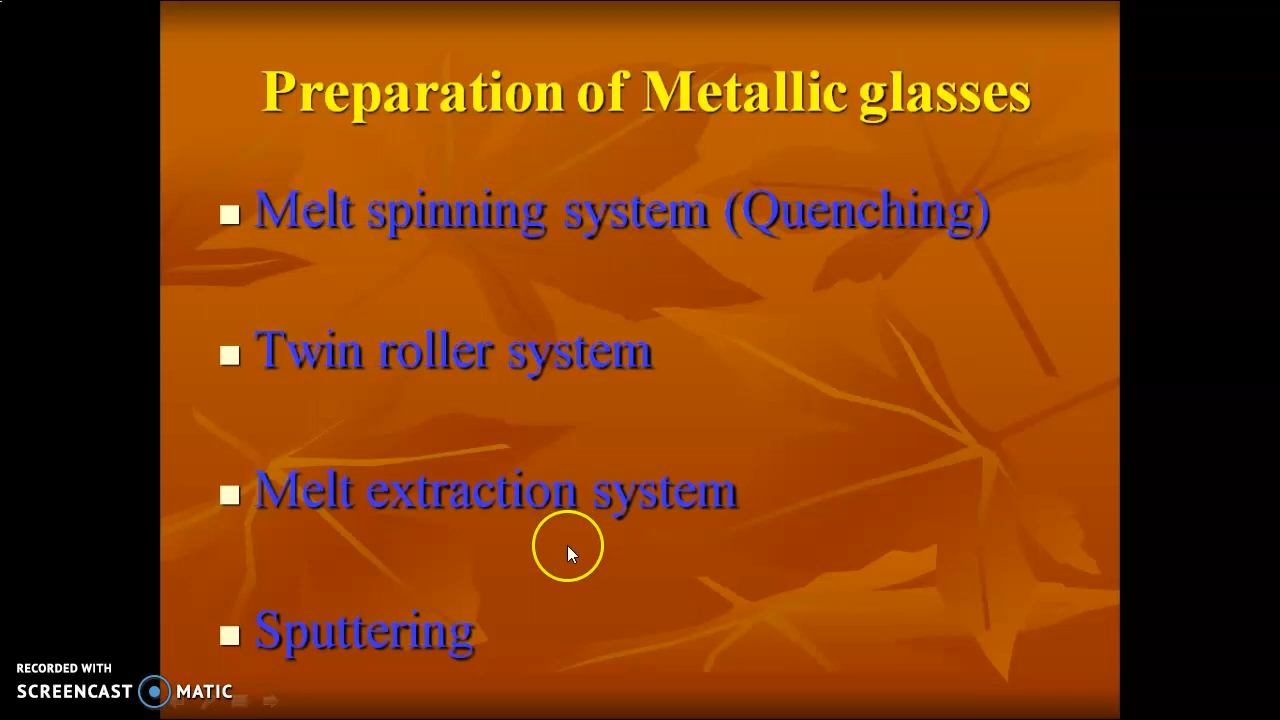 Preparation of Metallic glasses
Melt spinning system (Quenching)
Twin roller system
Melt extraction system
Sputtering
RECORDED WITH
SCREENCAST MATIC